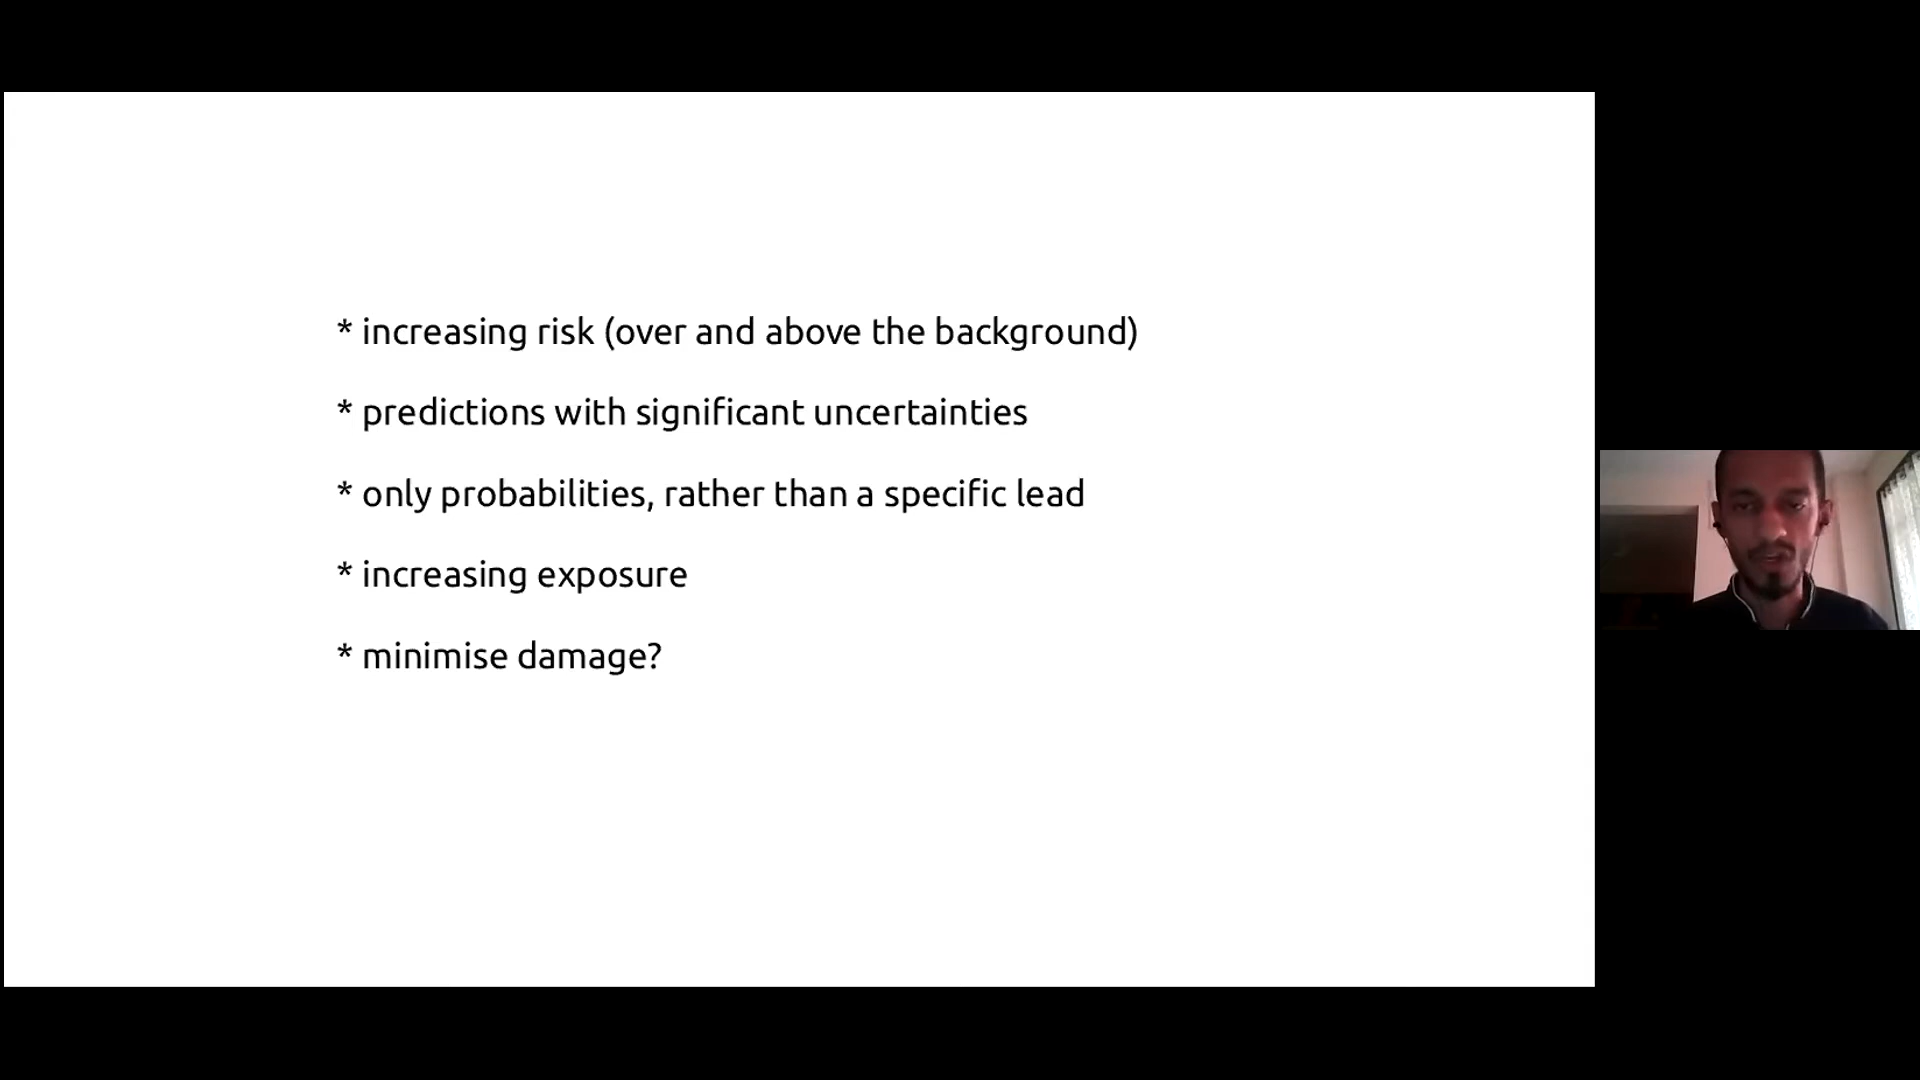 * increasing risk (over and above the background)
* predictions with significant uncertainties
* only probabilities, rather than a specific lead
* increasing exposure
* minimise damage?